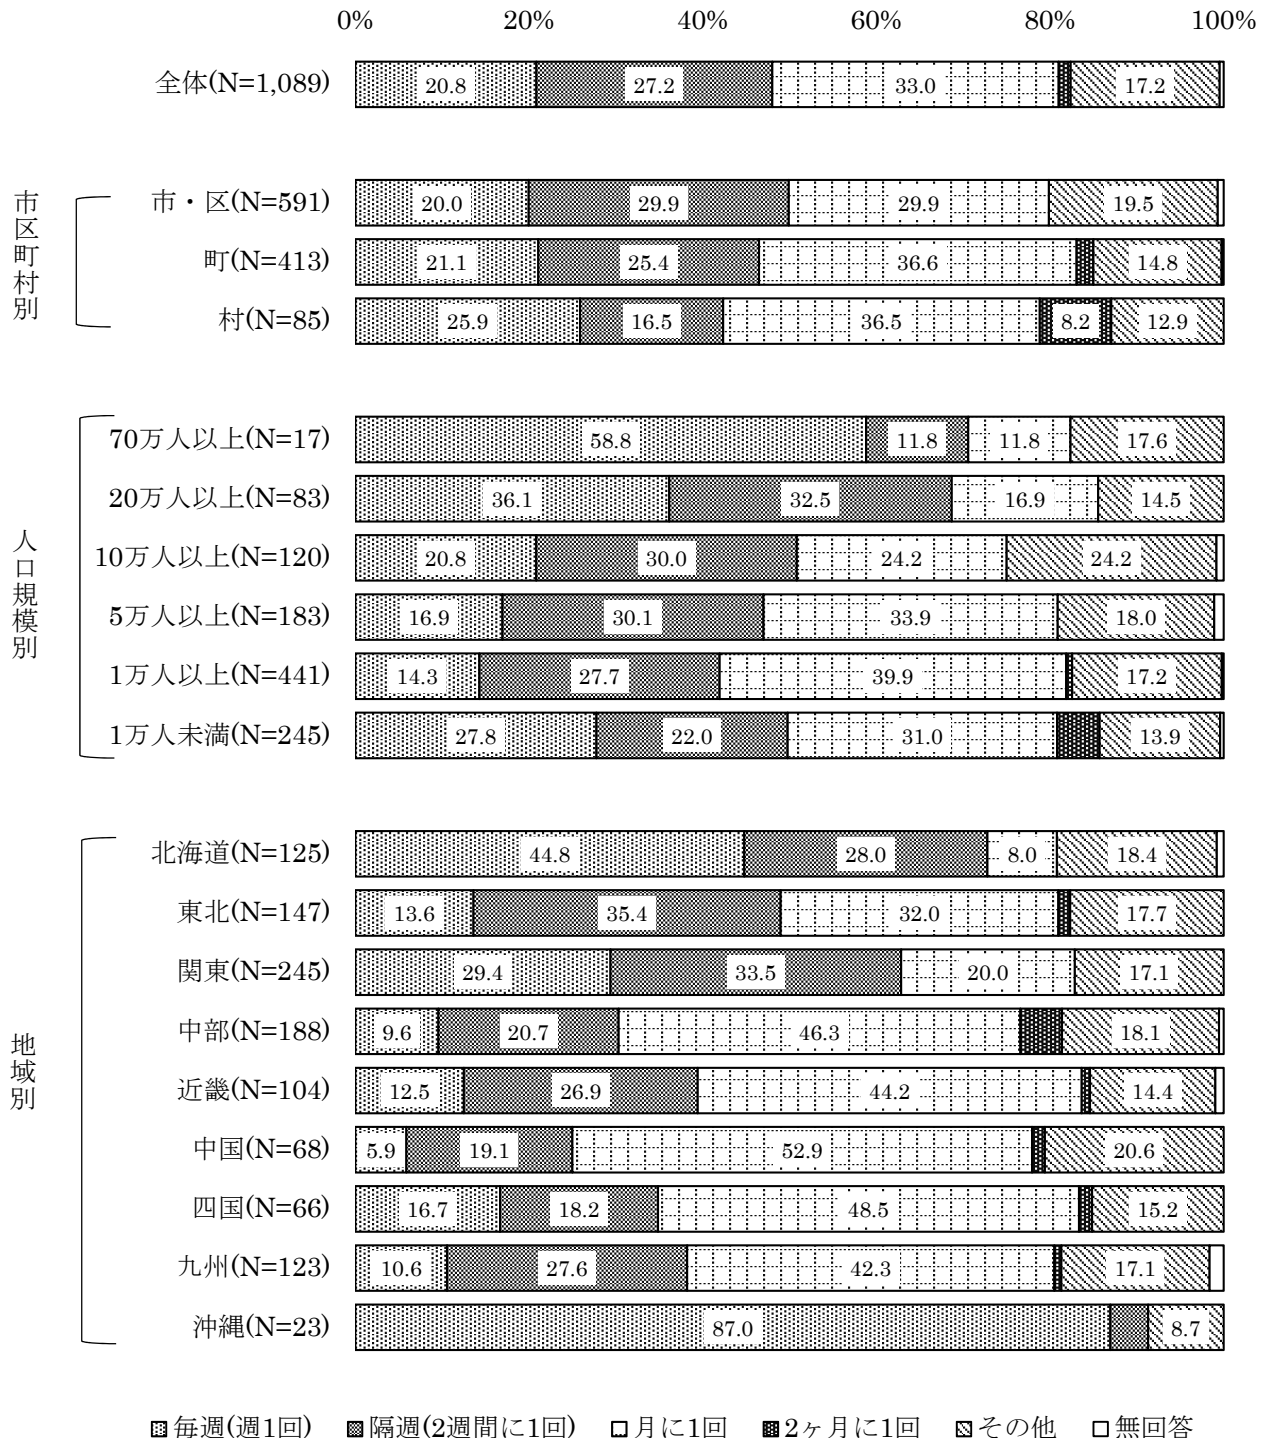 0% 20% 40% 60% 80% 100%
全体(N=1,089) 20.8 27.2 33.0 17.2
市区町村別
市・区(N=591) 20.0 29.9 29.9 19.5
町(N=413) 21.1 25.4 36.6 14.8
村(N=85) 25.9 16.5 36.5 8.2 12.9
人口規模別
70万人以上(N=17) 58.8 11.8 11.8 17.6
20万人以上(N=83) 36.1 32.5 16.9 14.5
10万人以上(N=120) 20.8 30.0 24.2 24.2
5万人以上(N=183) 16.9 30.1 33.9 18.0
1万人以上(N=441) 14.3 27.7 39.9 17.2
1万人未満(N=245) 27.8 22.0 31.0 13.9
地域別
北海道(N=125) 44.8 28.0 8.0 18.4
東北(N=147) 13.6 35.4 32.0 17.7
関東(N=245) 29.4 33.5 20.0 17.1
中部(N=188) 9.6 20.7 46.3 18.1
近畿(N=104) 12.5 26.9 44.2 14.4
中国(N=68) 5.9 19.1 52.9 20.6
四国(N=66) 16.7 18.2 48.5 15.2
九州(N=123) 10.6 27.6 42.3 17.1
沖縄(N=23) 87.0 8.7
毎週(週1回) 隔週(2週間に1回) 月に1回 2ヶ月に1回 その他 無回答